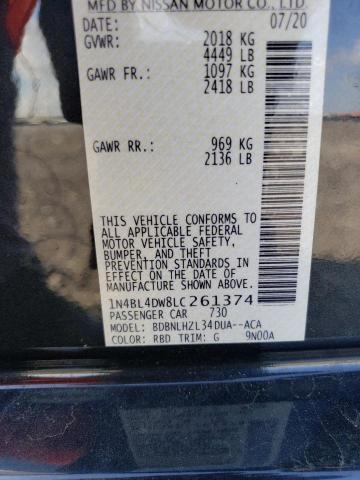 MFD BY NISSAN MOTOR CO., LTD.
DATE: 07/20
GVWR: 2018 KG
4449 LB
GAWR FR.: 1097 KG
2418 LB
GAWR RR.: 969 KG
2136 LB
THIS VEHICLE CONFORMS TO
ALL APPLICABLE FEDERAL
MOTOR VEHICLE SAFETY,
BUMPER, AND THEFT
PREVENTION STANDARDS IN
EFFECT ON THE DATE OF
MANUFACTURE SHOWN ABOVE.
1N4BL4DW8LC261374
PASSENGER CAR 730
MODEL: BDBNLHZL34DUA--ACA
COLOR: RBD TRIM: G 9N00A